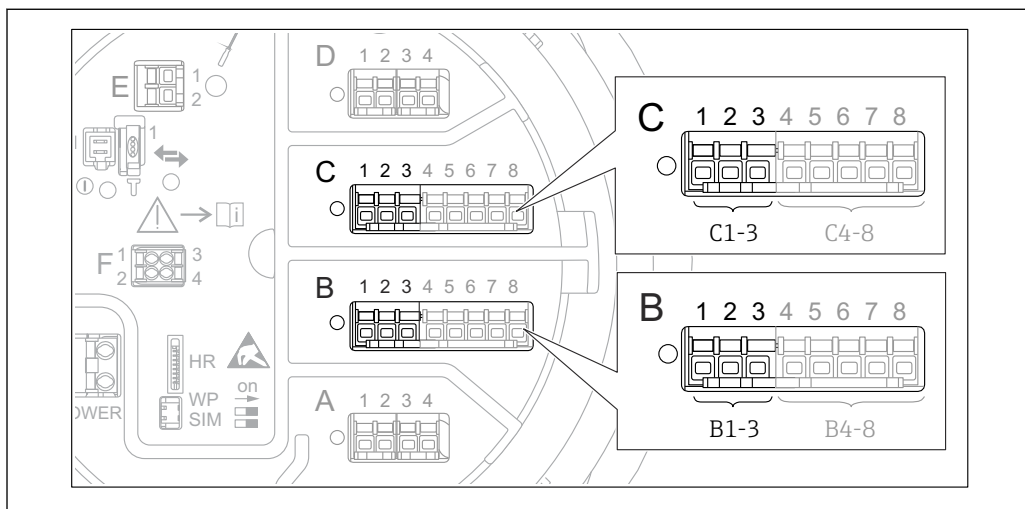 D 1 2 3 4
E 1
2
1
C 1 2 3 4 5 6 7 8
i
F 1 3
2 4
B 1 2 3 4 5 6 7 8
HR
WP on
SIM
OWER
A 1 2 3 4
C 1 2 3 4 5 6 7 8
C1-3 C4-8
B 1 2 3 4 5 6 7 8
B1-3 B4-8